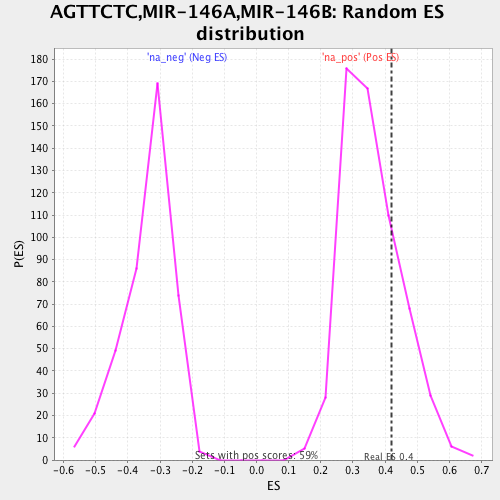 AGTTCTC,MIR-146A,MIR-146B: Random ES
distribution
'na_neg' (Neg ES)
'na_pos' (Pos ES)
180
170
160
150
140
130
120
110
100
90
80
70
60
50
40
30
20
10
0
P(ES)
Sets with pos scores: 59%
Real ES 0.4
-0.6 -0.5 -0.4 -0.3 -0.2 -0.1 0.0 0.1 0.2 0.3 0.4 0.5 0.6 0.7
ES